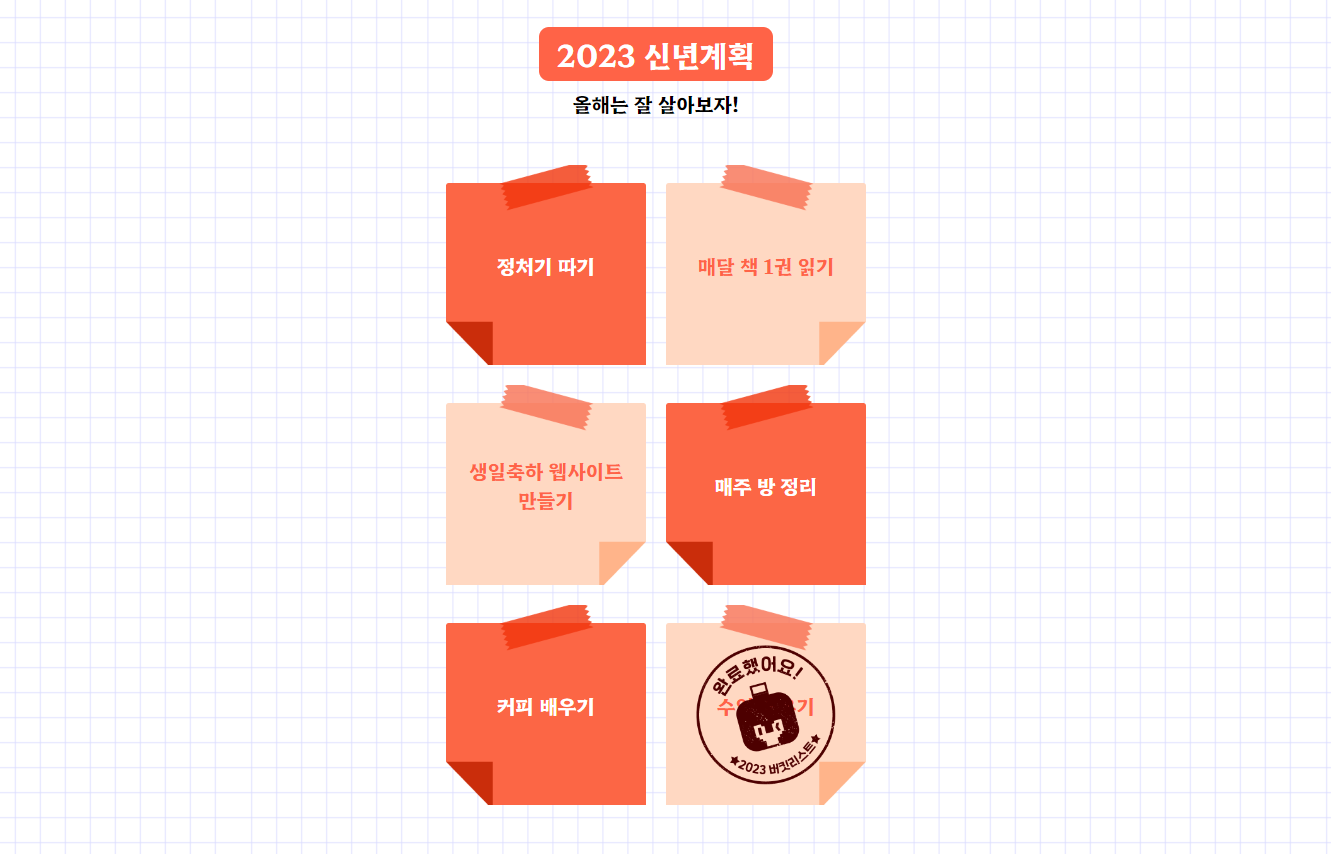 2023 신년계획
올해는 잘 살아보자!
정처기 따기
매달 책 1권 읽기
생일축하 웹사이트
만들기
매주 방 정리
커피 배우기
완료했어요!
★2023 버킷리스트★